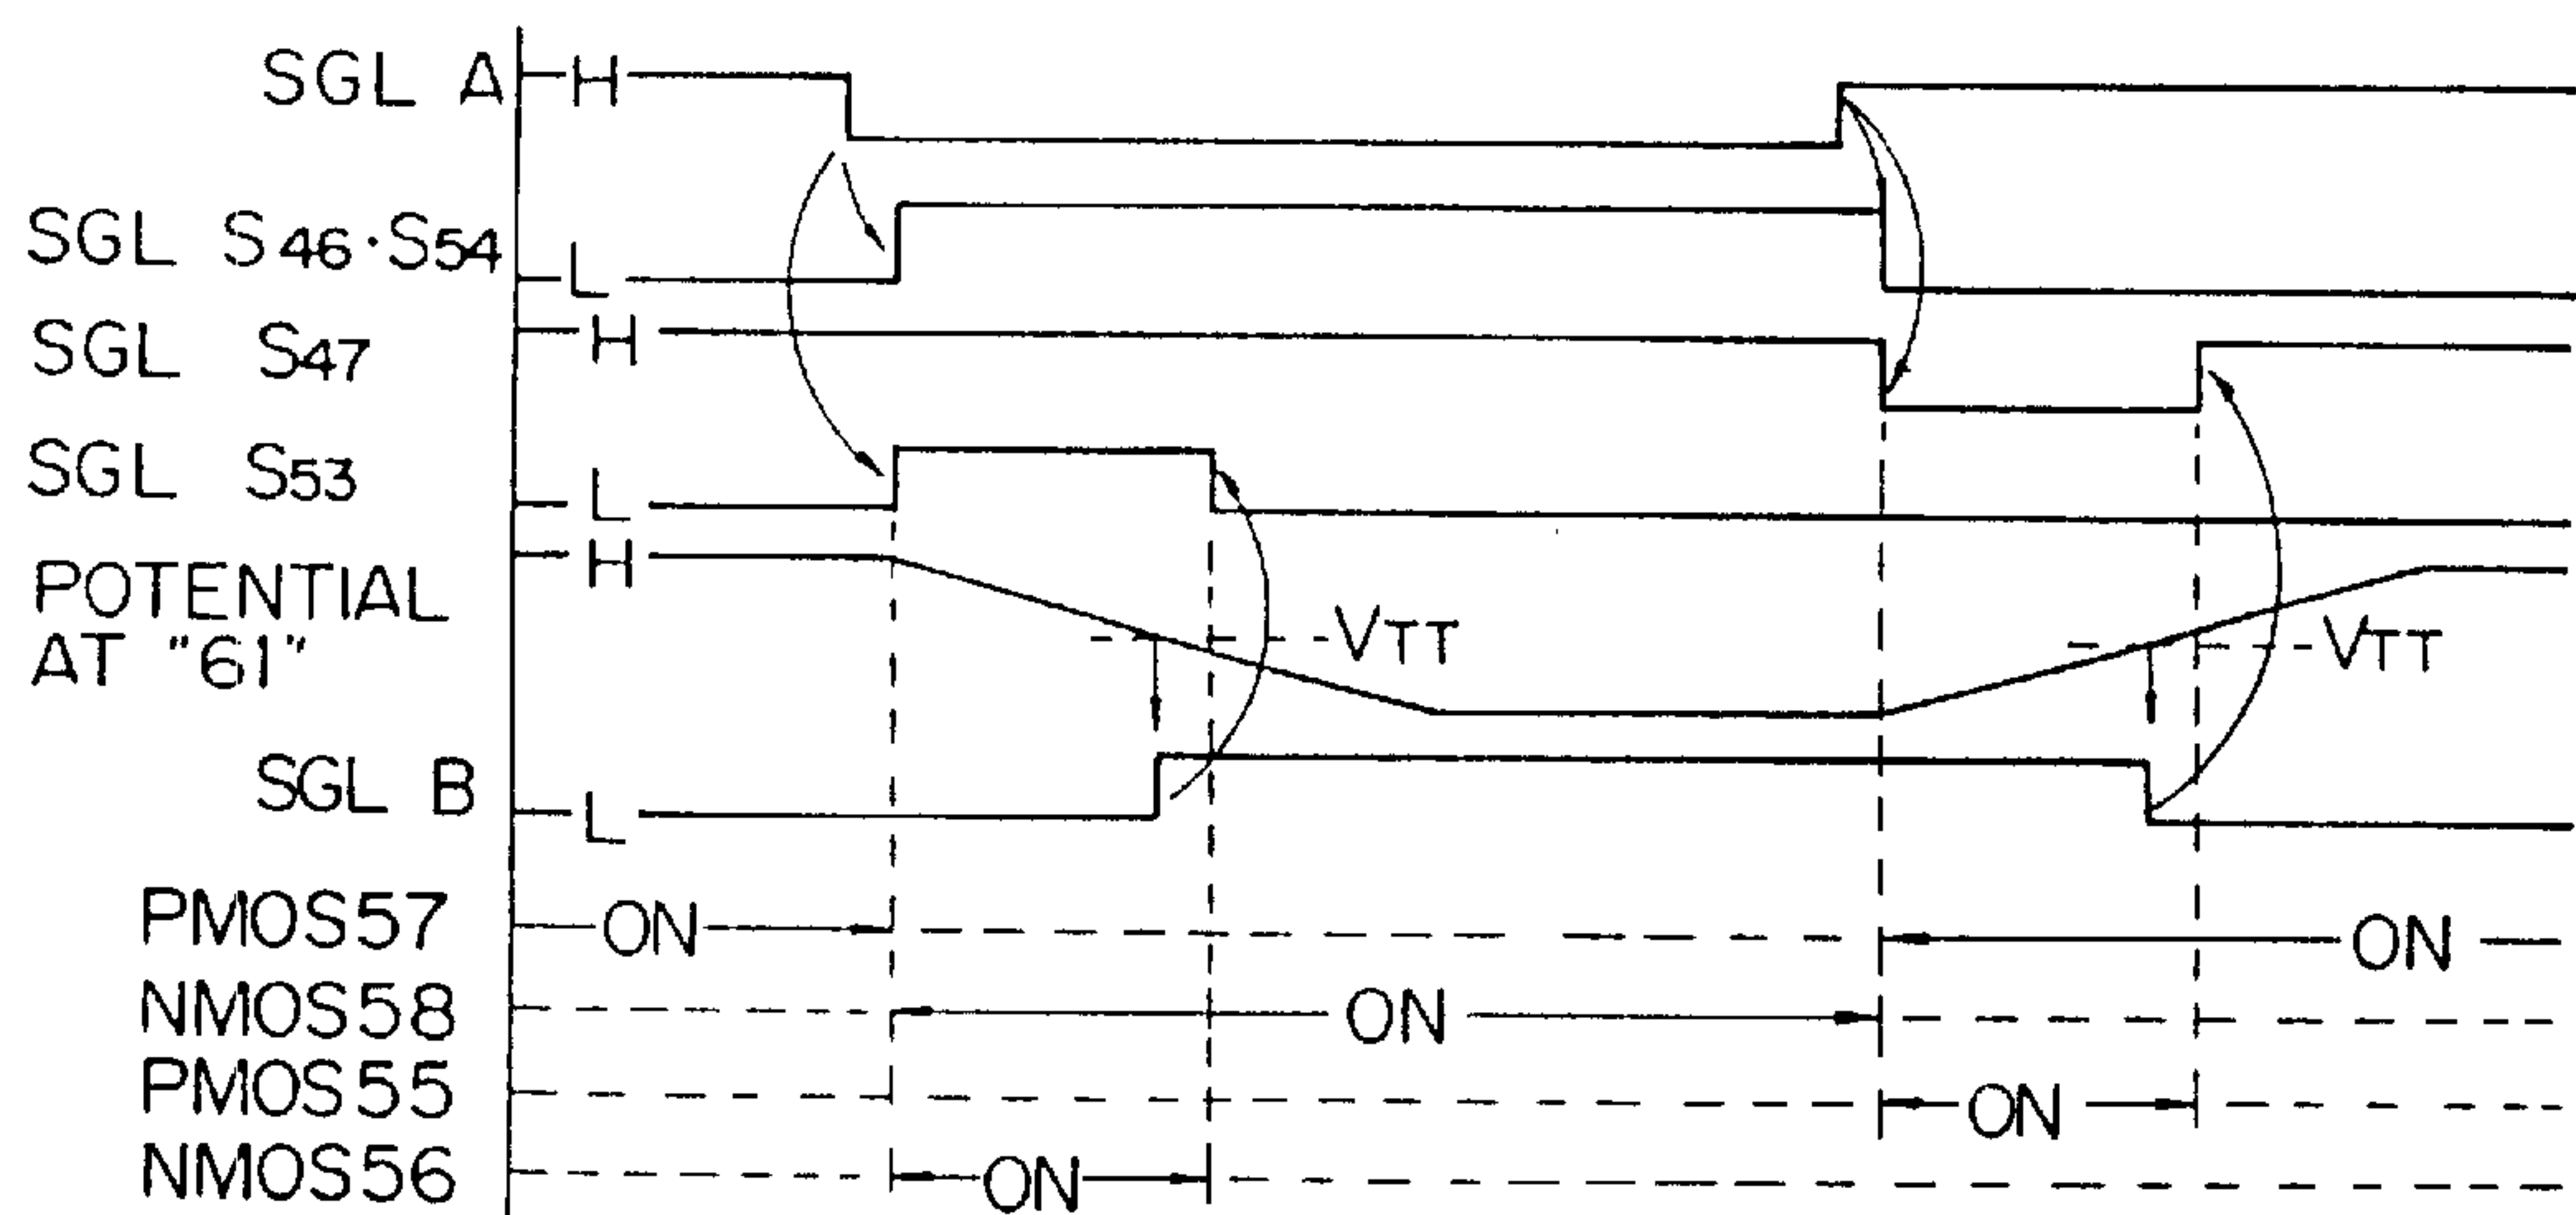 SGL A H
SGL S46·S54 L
SGL S47 H
SGL S53 L
POTENTIAL
AT "61" H
VTT VTT
SGL B L
PMOS57 ON ON
NMOS58 ON
PMOS55 ON
NMOS56 ON